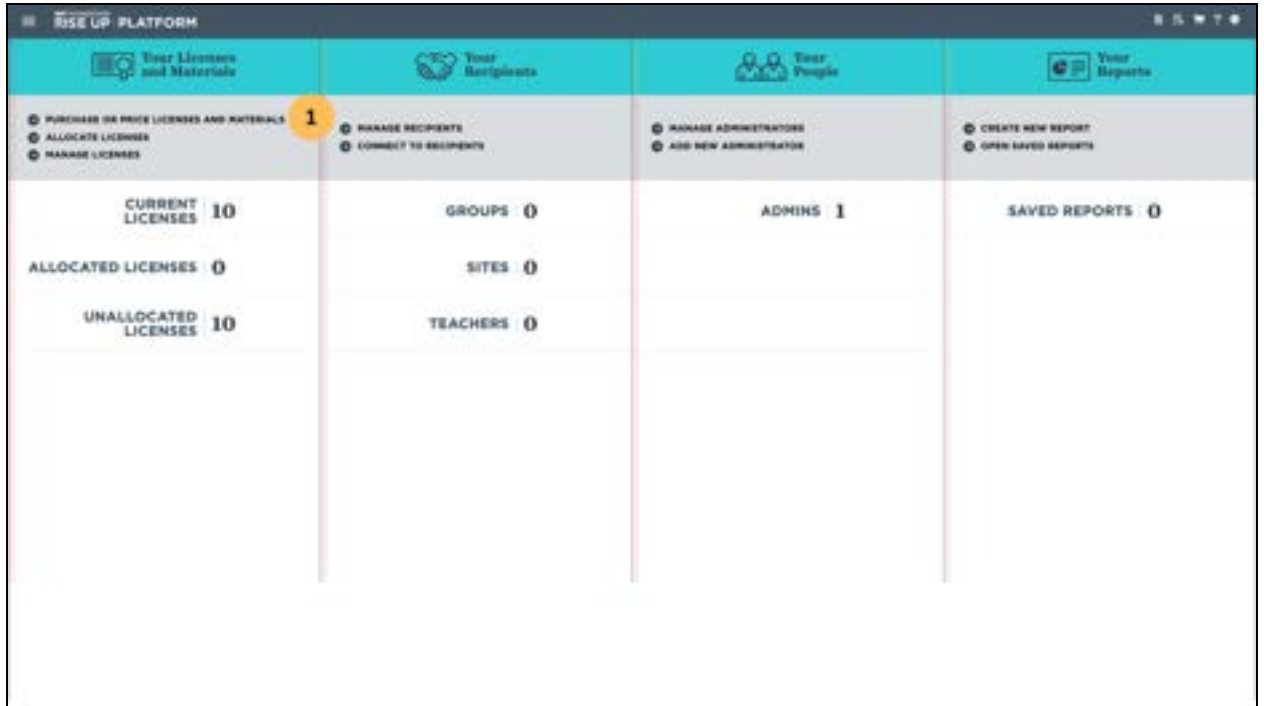 RISE UP PLATFORM
Your Licenses
and Materials
Your
Recipients
Your
People
Your
Reports
PURCHASE OR PRICE LICENSES AND MATERIALS
ALLOCATE LICENSES
MANAGE LICENSES
1
MANAGE RECIPIENTS
CONNECT TO RECIPIENTS
MANAGE ADMINISTRATORS
ADD NEW ADMINISTRATOR
CREATE NEW REPORT
OPEN SAVED REPORTS
CURRENT
LICENSES 10
GROUPS 0
ADMINS 1
SAVED REPORTS 0
ALLOCATED LICENSES 0
SITES 0
UNALLOCATED
LICENSES 10
TEACHERS 0